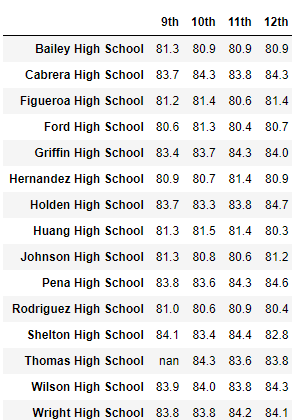 9th 10th 11th 12th
Bailey High School 81.3 80.9 80.9 80.9
Cabrera High School 83.7 84.3 83.8 84.3
Figueroa High School 81.2 81.4 80.6 81.4
Ford High School 80.6 81.3 80.4 80.7
Griffin High School 83.4 83.7 84.3 84.0
Hernandez High School 80.9 80.7 81.4 80.9
Holden High School 83.7 83.3 83.8 84.7
Huang High School 81.3 81.5 81.4 80.3
Johnson High School 81.3 80.8 80.6 81.2
Pena High School 83.8 83.6 84.3 84.6
Rodriguez High School 81.0 80.6 80.9 80.4
Shelton High School 84.1 83.4 84.4 82.8
Thomas High School nan 84.3 83.6 83.8
Wilson High School 83.9 84.0 83.8 84.3
Wright High School 83.8 83.8 84.2 84.1